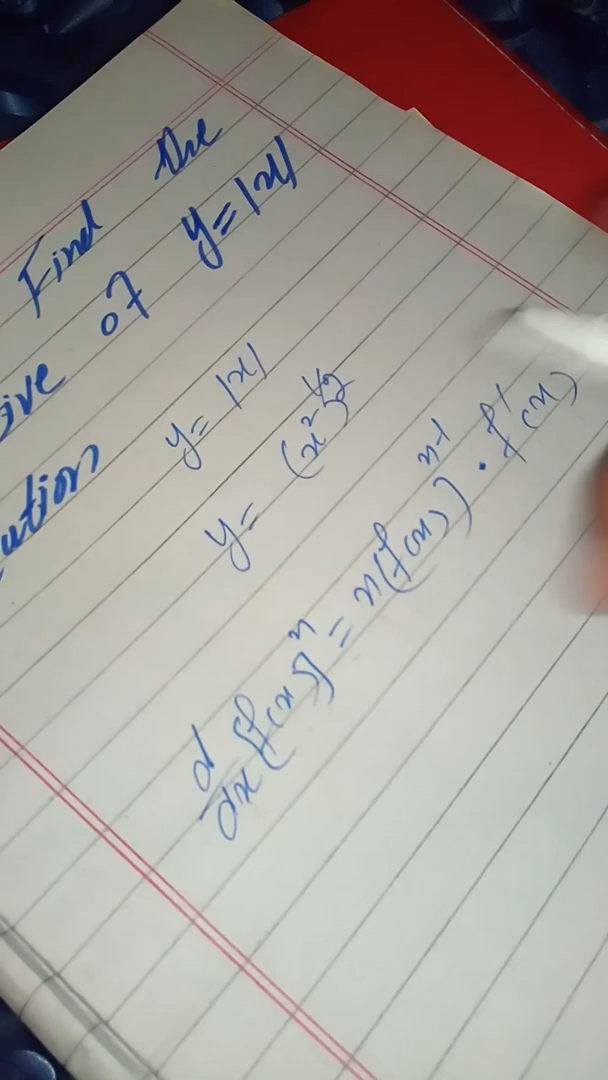 Find the
ive of y=|x|
ution y= |x|
y= (x²)^1/2
d/dx [f(x)]^n = n(f(x))^n-1 . f'(x)